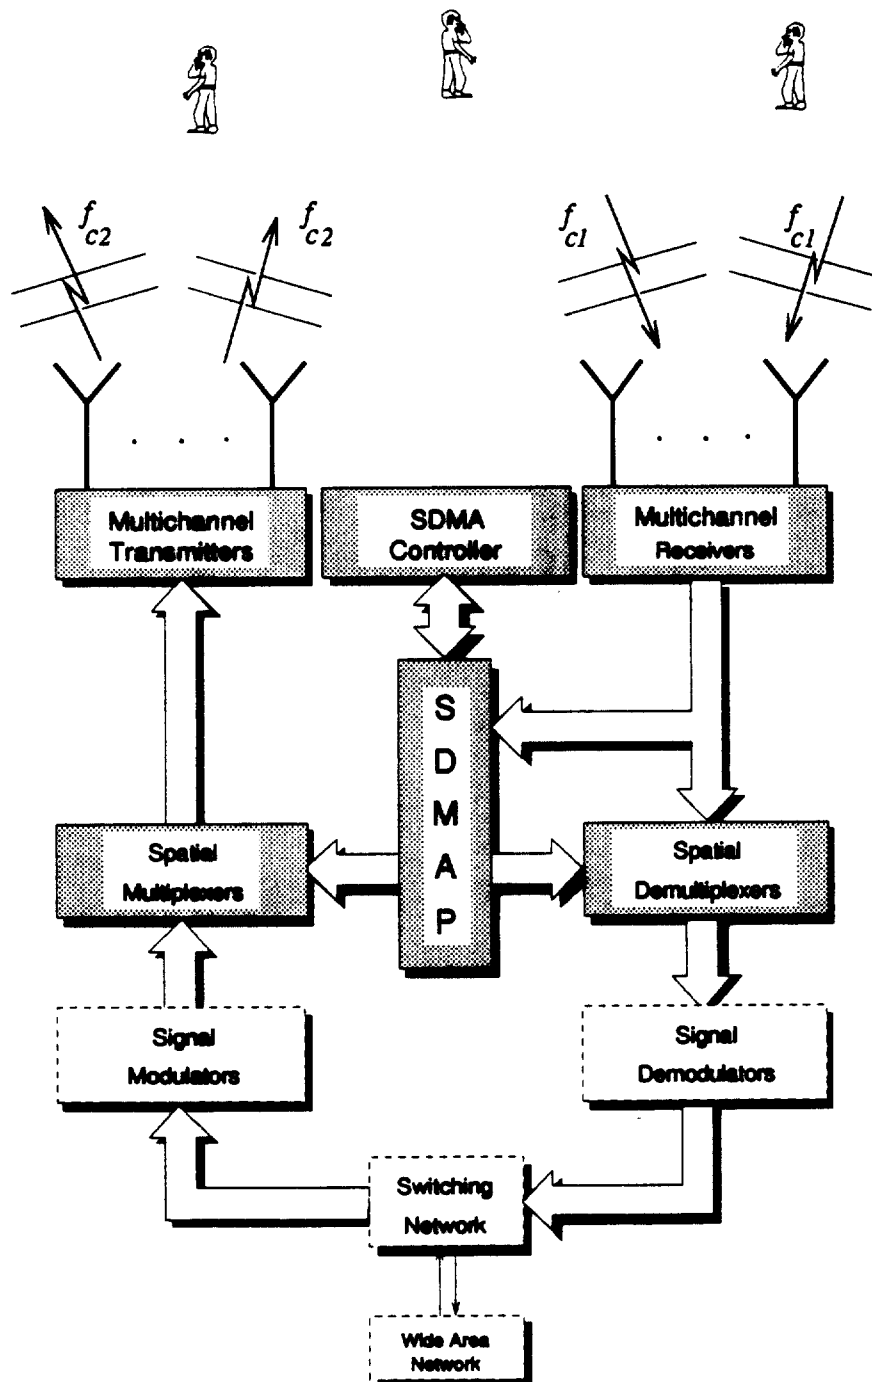 f c2
f c2
f c1
f c1
Multichannel
Transmitters
SDMA
Controller
Multichannel
Receivers
S
D
M
A
P
Spatial
Multiplexers
Spatial
Demultiplexers
Signal
Modulators
Signal
Demodulators
Switching
Network
Wide Area
Network